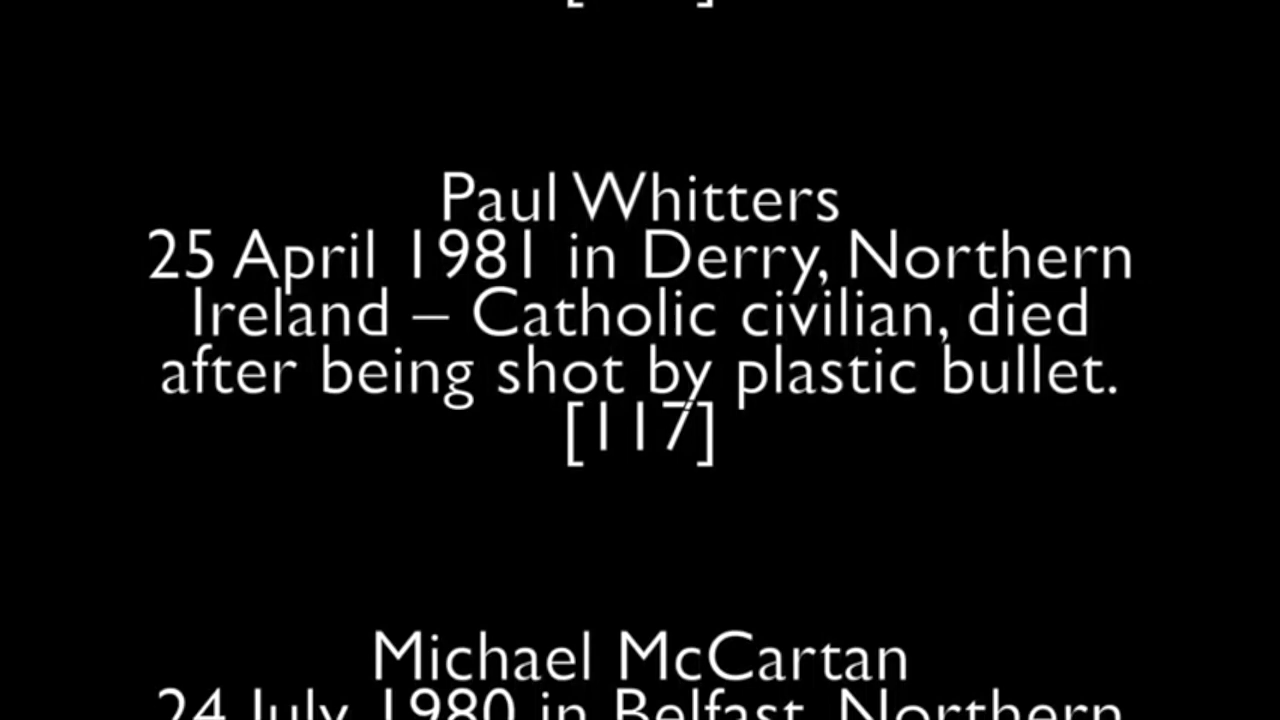 Paul Whitters
25 April 1981 in Derry, Northern
Ireland – Catholic civilian, died
after being shot by plastic bullet.
[117]
Michael McCartan
24 July 1980 in Belfast, Northern